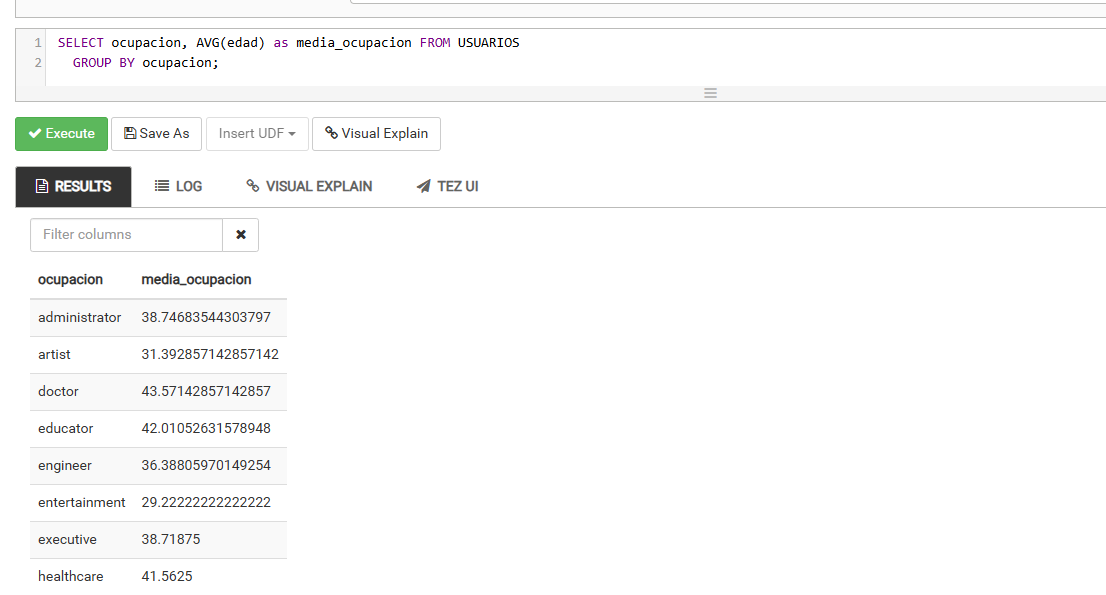 1 SELECT ocupacion, AVG(edad) as media_ocupacion FROM USUARIOS
2 GROUP BY ocupacion;
Execute Save As Insert UDF Visual Explain
RESULTS LOG VISUAL EXPLAIN TEZ UI
Filter columns
ocupacion media_ocupacion
administrator 38.74683544303797
artist 31.392857142857142
doctor 43.57142857142857
educator 42.01052631578948
engineer 36.38805970149254
entertainment 29.22222222222222
executive 38.71875
healthcare 41.5625